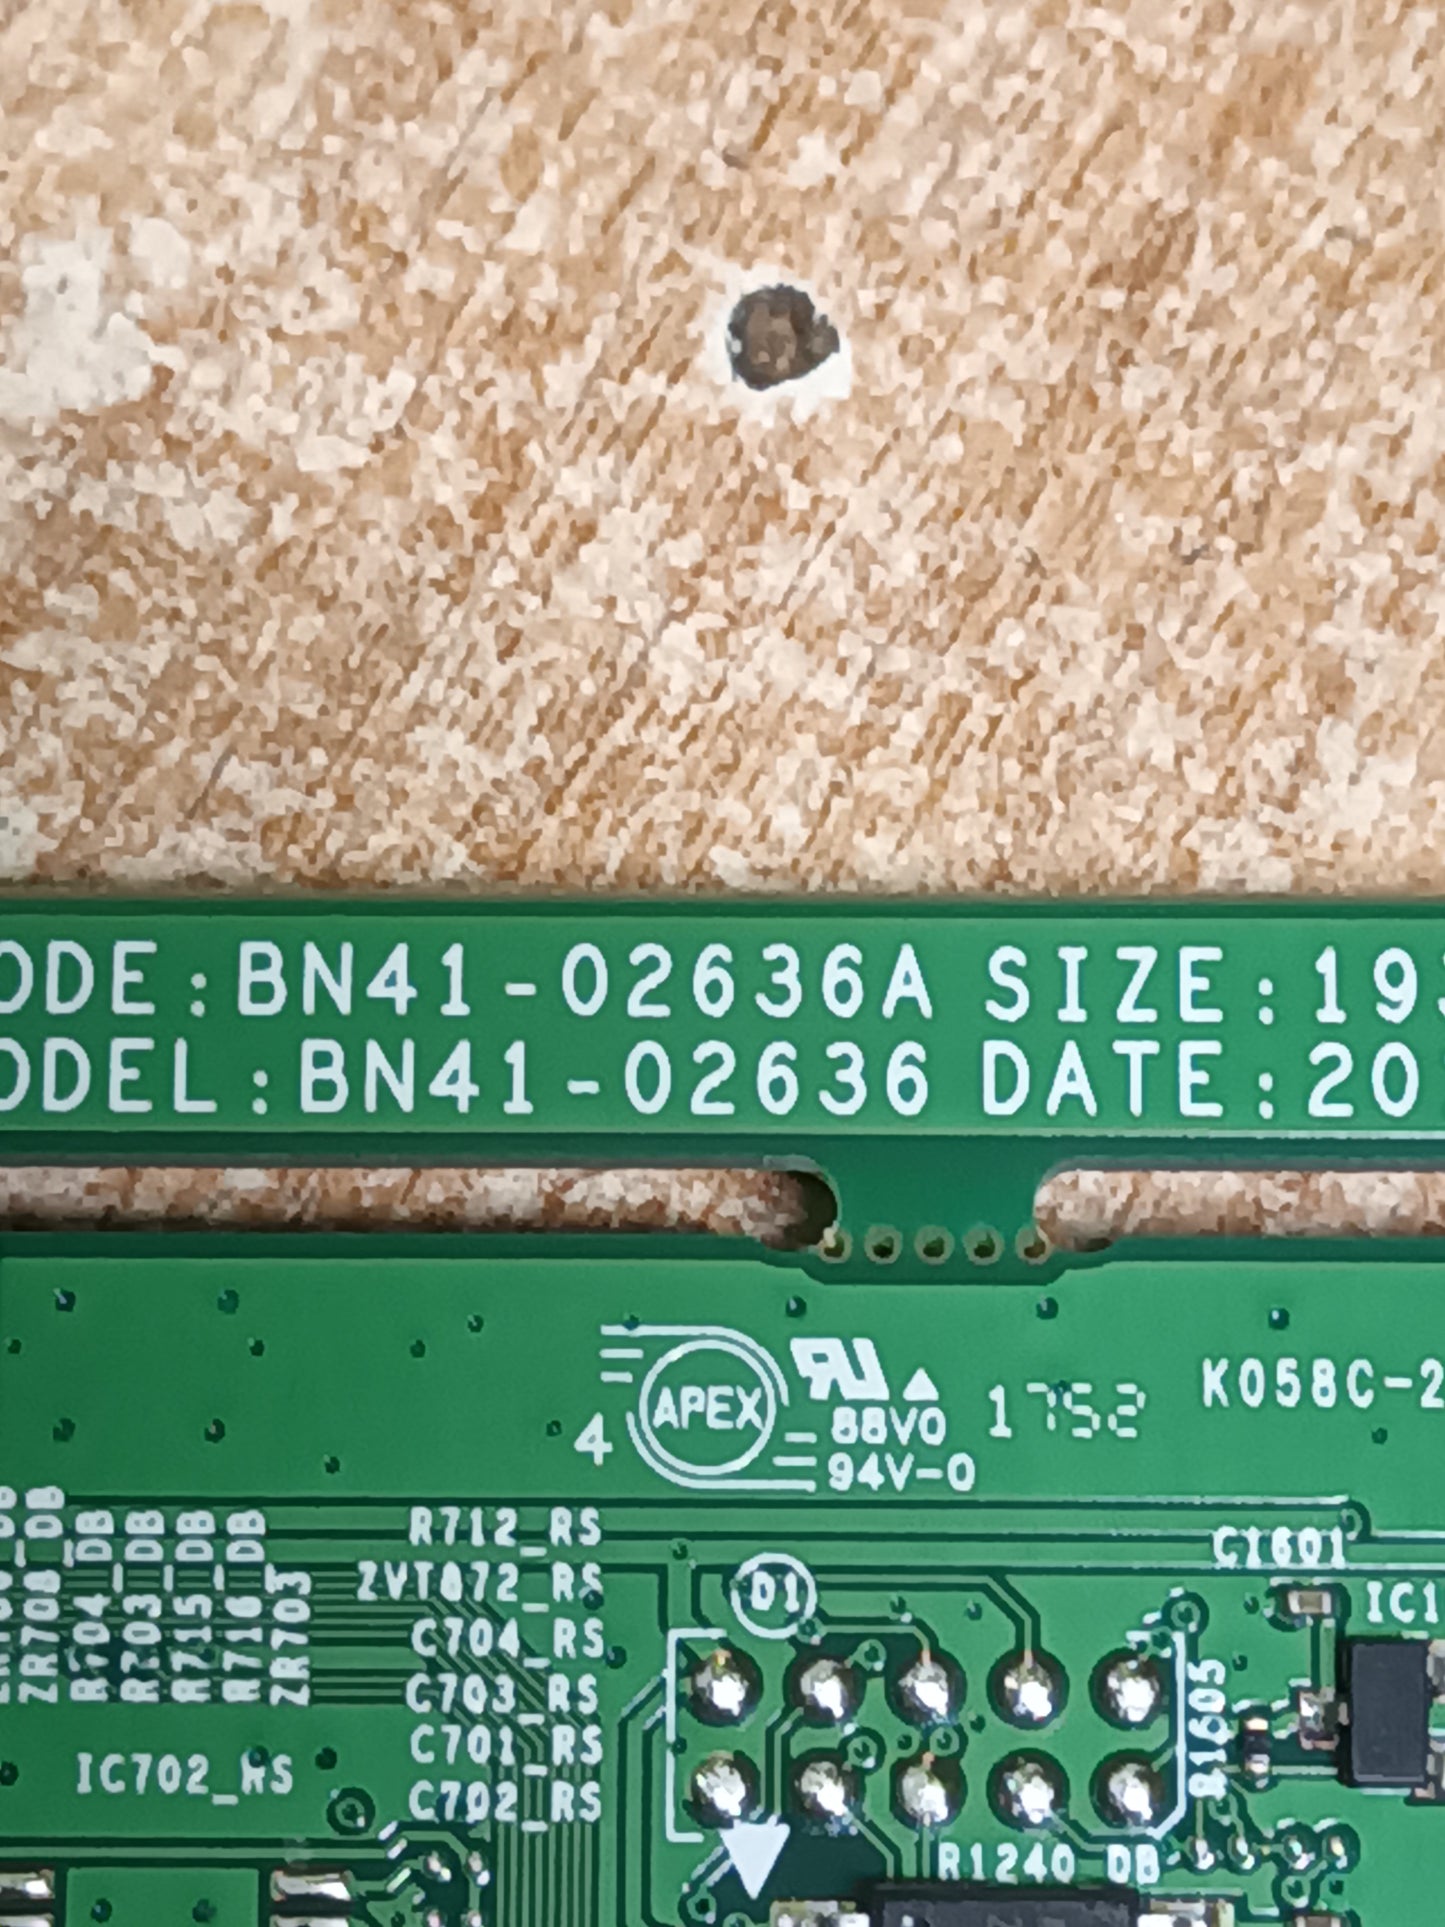 ODE:BN41-02636A SIZE:19
ODEL:BN41-02636 DATE:20
APEX
4
88V0
94V-0
1752
K058C-2
R712_RS
ZVT872_RS
C704_RS
C703_RS
C701_RS
C702_RS
ZR708_DB
R704_DB
R703_DB
R715_DB
R716_DB
ZR703
IC702_RS
D1
C1601
IC1
R1605
R1240_DB